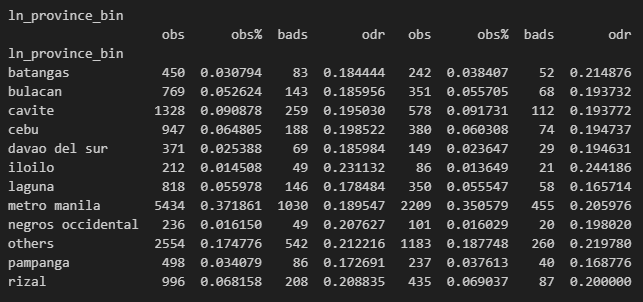 ln_province_bin
obs obs% bads odr obs obs% bads odr
ln_province_bin
batangas 450 0.030794 83 0.184444 242 0.038407 52 0.214876
bulacan 769 0.052624 143 0.185956 351 0.055705 68 0.193732
cavite 1328 0.090878 259 0.195030 578 0.091731 112 0.193772
cebu 947 0.064805 188 0.198522 380 0.060308 74 0.194737
davao del sur 371 0.025388 69 0.185984 149 0.023647 29 0.194631
iloilo 212 0.014508 49 0.231132 86 0.013649 21 0.244186
laguna 818 0.055978 146 0.178484 350 0.055547 58 0.165714
metro manila 5434 0.371861 1030 0.189547 2209 0.350579 455 0.205976
negros occidental 236 0.016150 49 0.207627 101 0.016029 20 0.198020
others 2554 0.174776 542 0.212216 1183 0.187748 260 0.219780
pampanga 498 0.034079 86 0.172691 237 0.037613 40 0.168776
rizal 996 0.068158 208 0.208835 435 0.069037 87 0.200000